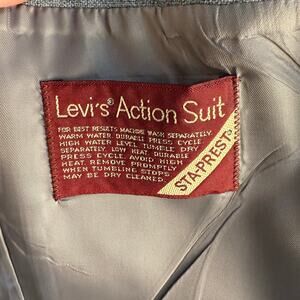 Levi's® Action Suit
FOR BEST RESULTS MACHINE WASH SEPARATELY.
WARM WATER. DURABLE PRESS CYCLE.
HIGH WATER LEVEL. TUMBLE DRY
SEPARATELY. LOW HEAT. DURABLE
PRESS CYCLE. AVOID HIGH
HEAT. REMOVE PROMPTLY
WHEN TUMBLING STOPS.
MAY BE DRY CLEANED.
STA-PREST®